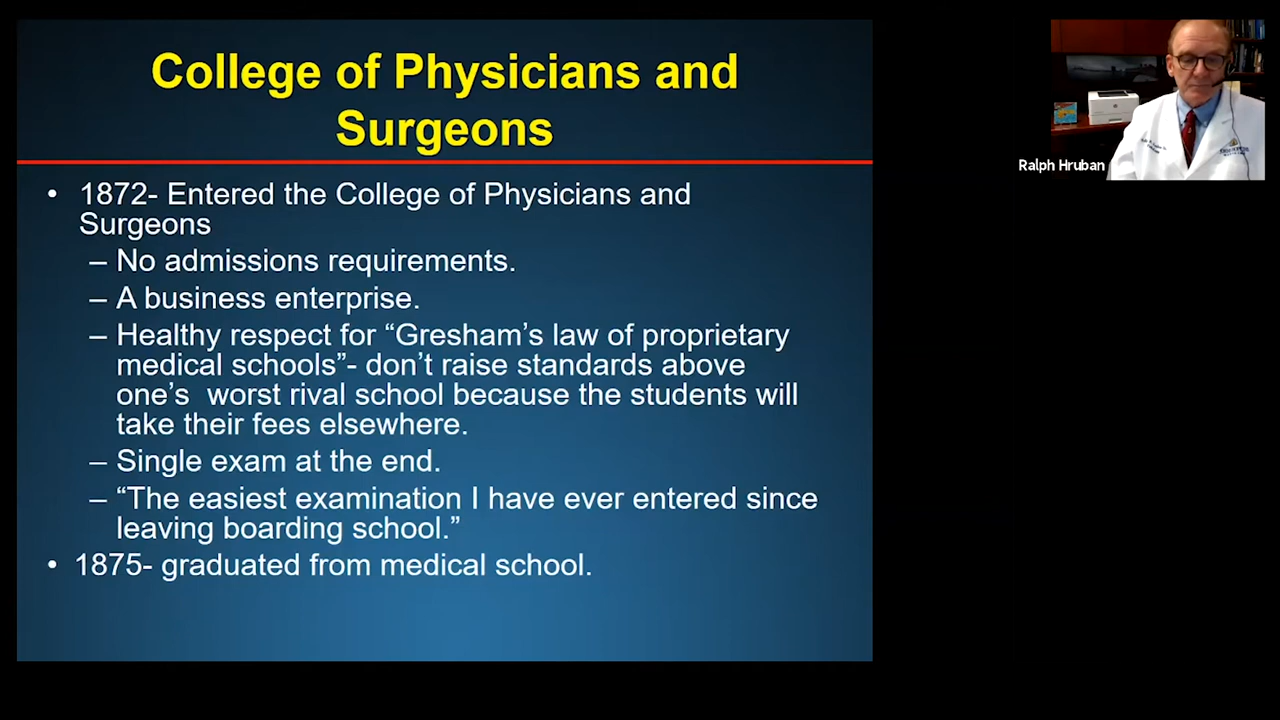 College of Physicians and
Surgeons
• 1872- Entered the College of Physicians and
Surgeons
– No admissions requirements.
– A business enterprise.
– Healthy respect for “Gresham’s law of proprietary
medical schools”- don’t raise standards above
one’s  worst rival school because the students will
take their fees elsewhere.
– Single exam at the end.
– “The easiest examination I have ever entered since
leaving boarding school.”
• 1875- graduated from medical school.
Ralph Hruban